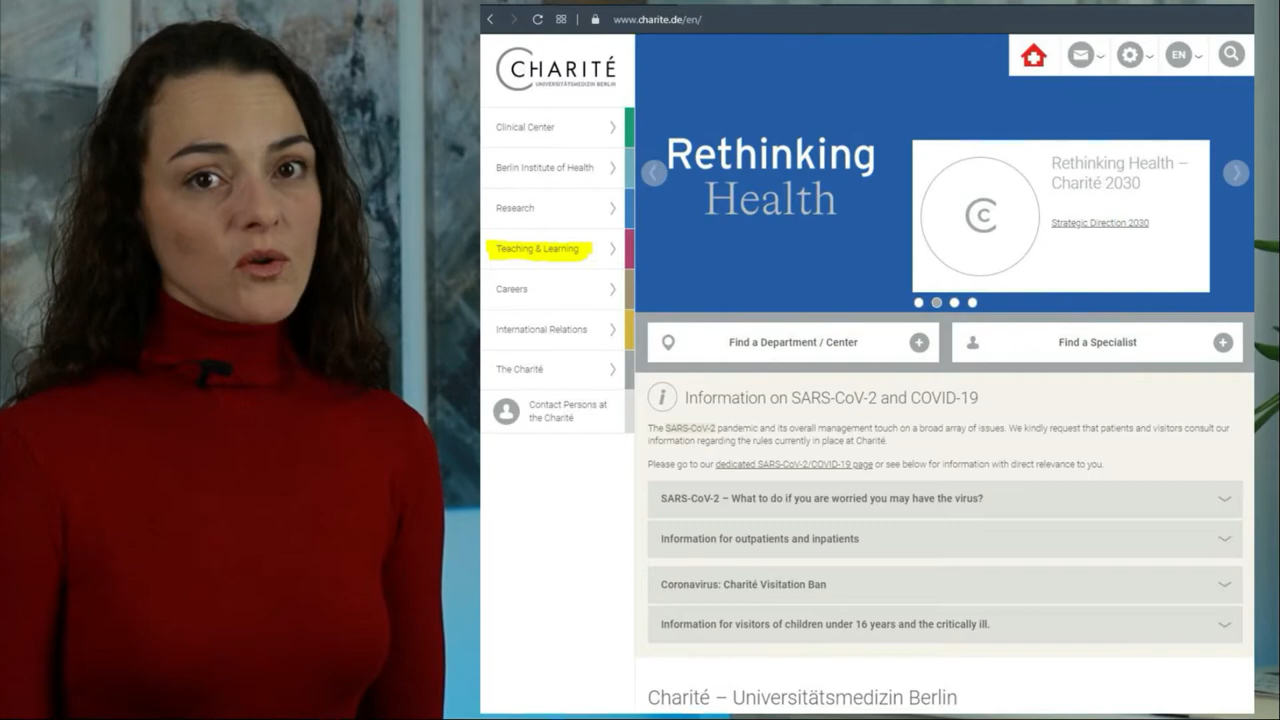 www.charite.de/en/
CHARITÉ
UNIVERSITÄTSMEDIZIN BERLIN
EN
Clinical Center
Berlin Institute of Health
Research
Teaching & Learning
Careers
International Relations
The Charité
Contact Persons at
the Charité
Rethinking
Health
C
Rethinking Health –
Charité 2030
Strategic Direction 2030
Find a Department / Center
Find a Specialist
i Information on SARS-CoV-2 and COVID-19
The SARS-CoV-2 pandemic and its overall management touch on a broad array of issues. We kindly request that patients and visitors consult our
information regarding the rules currently in place at Charité.
Please go to our dedicated SARS-CoV-2/COVID-19 page or see below for information with direct relevance to you.
SARS-CoV-2 – What to do if you are worried you may have the virus?
Information for outpatients and inpatients
Coronavirus: Charité Visitation Ban
Information for visitors of children under 16 years and the critically ill.
Charité – Universitätsmedizin Berlin